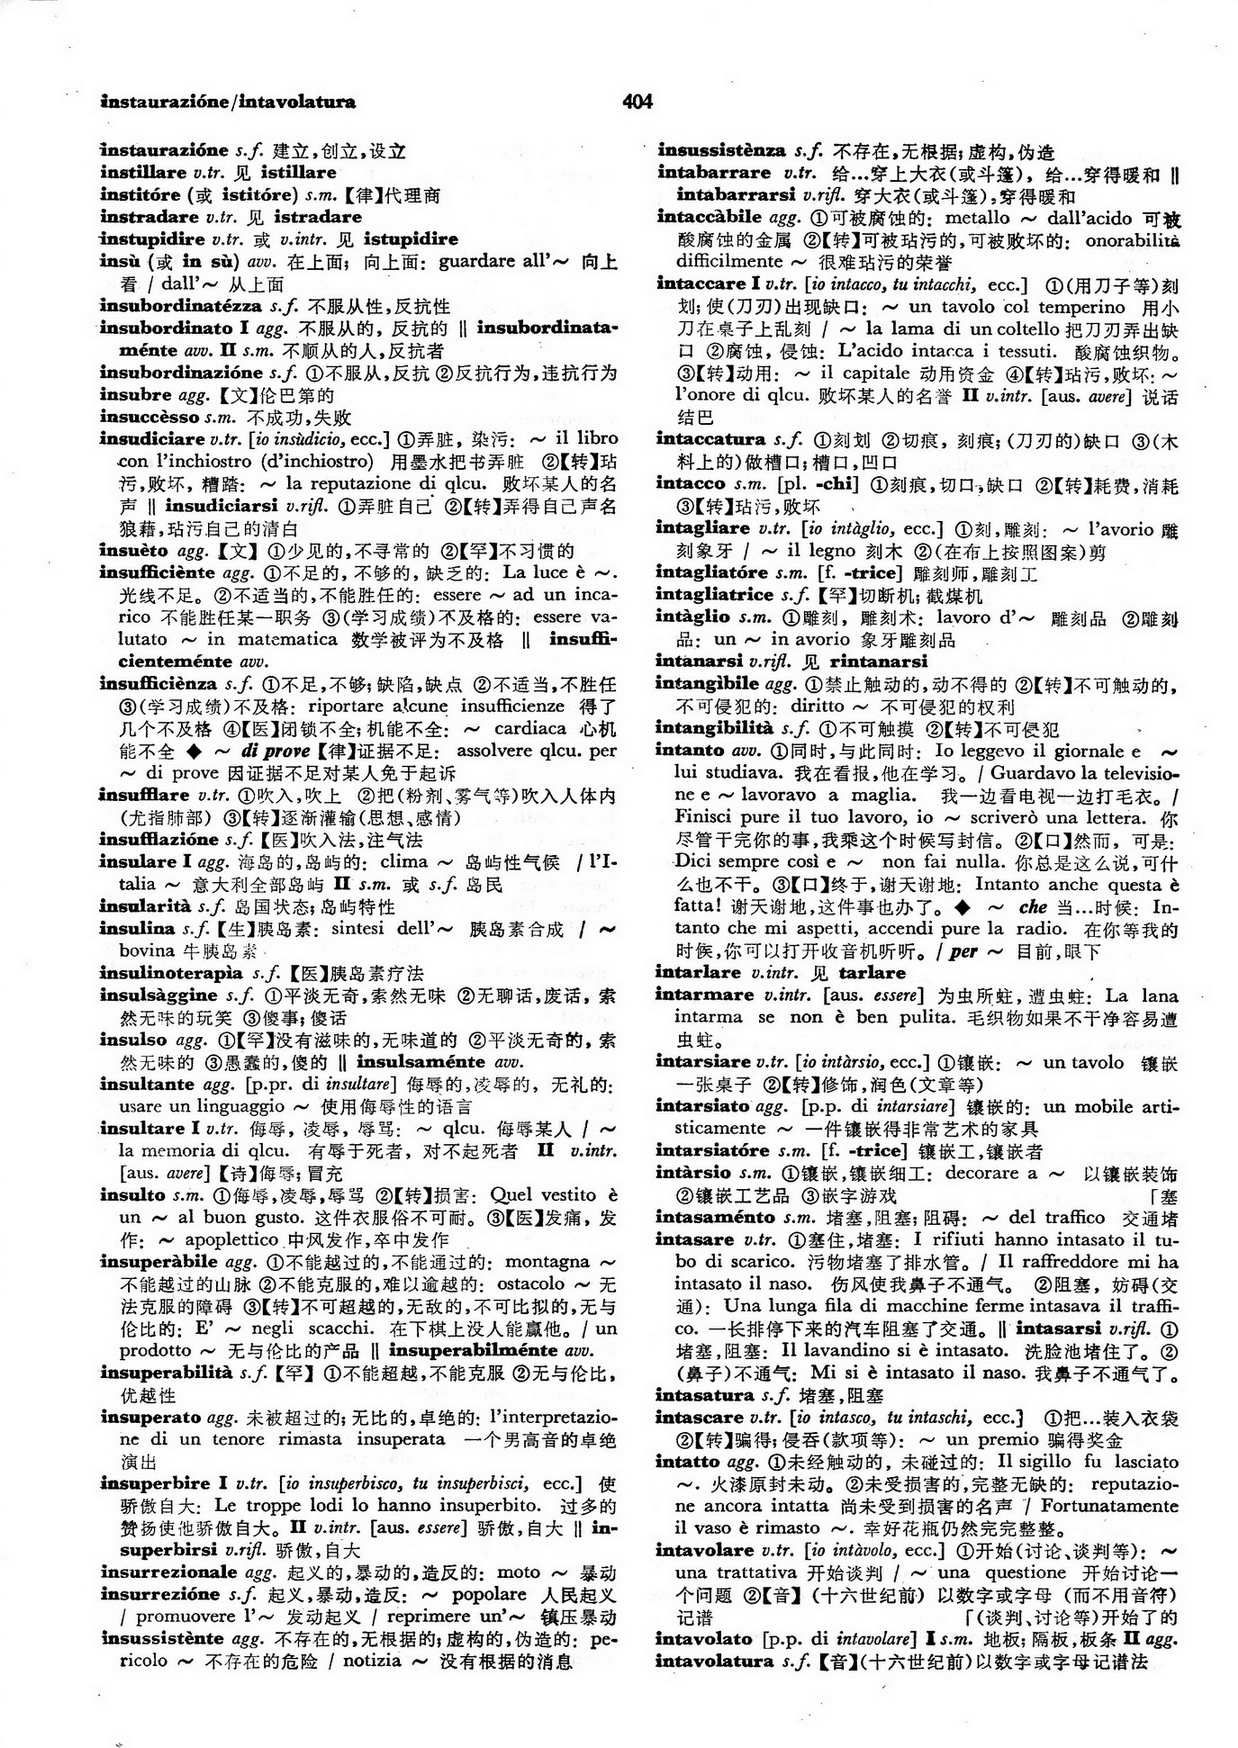 instaurazióne/intavolatura
404
instaurazióne s.f. 建立,创立,设立
instillare v.tr. 见 istillare
institóre (或 istitóre) s.m.【律】代理商
instradare v.tr. 见 istradare
instupidire v.tr. 或 v.intr. 见 istupidire
insù (或 in sù) avv. 在上面; 向上面: guardare all'～ 向上
看 / dall'～ 从上面
insubordinatézza s.f. 不服从性,反抗性
insubordinato I agg. 不服从的, 反抗的 ‖ insubordinata-
ménte avv. II s.m. 不顺从的人,反抗者
insubordinazióne s.f. ①不服从,反抗 ②反抗行为,违抗行为
insubre agg.【文】伦巴第的
insuccèsso s.m. 不成功,失败
insudiciare v.tr. [io insùdicio, ecc.] ①弄脏, 染污: ～ il libro
con l'inchiostro (d'inchiostro) 用墨水把书弄脏 ②【转】玷
污,败坏, 糟踏: ～ la reputazione di qlcu. 败坏某人的名
声 ‖ insudiciarsi v.rifl. ①弄脏自己 ②【转】弄得自己声名
狼藉,玷污自己的清白
insuèto agg.【文】①少见的,不寻常的 ②【罕】不习惯的
insufficiènte agg. ①不足的, 不够的, 缺乏的: La luce è ～.
光线不足。②不适当的,不能胜任的: essere ～ ad un inca-
rico 不能胜任某一职务 ③(学习成绩)不及格的: essere va-
lutato ～ in matematica 数学被评为不及格 ‖ insuffi-
cienteménte avv.
insufficiènza s.f. ①不足,不够; 缺陷,缺点 ②不适当,不胜任
③(学习成绩)不及格: riportare alcune insufficienze 得了
几个不及格 ④【医】闭锁不全; 机能不全: ～ cardiaca 心机
能不全 ◆ ～ di prove【律】证据不足: assolvere qlcu. per
～ di prove 因证据不足对某人免于起诉
insufflare v.tr. ①吹入,吹上 ②把(粉剂、雾气等)吹入人体内
(尤指肺部) ③【转】逐渐灌输(思想、感情)
insufflazióne s.f.【医】吹入法,注气法
insulare I agg. 海岛的,岛屿的: clima ～ 岛屿性气候 / l'I-
talia ～ 意大利全部岛屿 II s.m. 或 s.f. 岛民
insularità s.f. 岛国状态; 岛屿特性
insulina s.f.【生】胰岛素: sintesi dell'～ 胰岛素合成 / ～
bovina 牛胰岛素
insulinoterapìa s.f.【医】胰岛素疗法
insulsàggine s.f. ①平淡无奇,索然无味 ②无聊话,废话, 索
然无味的玩笑 ③傻事; 傻话
insulso agg. ①【罕】没有滋味的,无味道的 ②平淡无奇的, 索
然无味的 ③愚蠢的,傻的 ‖ insulsaménte avv.
insultante agg. [p.pr. di insultare] 侮辱的,凌辱的, 无礼的:
usare un linguaggio ～ 使用侮辱性的语言
insultare I v.tr. 侮辱, 凌辱, 辱骂: ～ qlcu. 侮辱某人 / ～
la memoria di qlcu. 有辱于死者, 对不起死者 II v.intr.
[aus. avere]【诗】侮辱; 冒充
insulto s.m. ①侮辱,凌辱,辱骂 ②【转】损害: Quel vestito è
un ～ al buon gusto. 这件衣服俗不可耐。③【医】发痛, 发
作: ～ apoplettico 中风发作,卒中发作
insuperàbile agg. ①不能越过的,不能通过的: montagna ～
不能越过的山脉 ②不能克服的,难以逾越的: ostacolo ～ 无
法克服的障碍 ③【转】不可超越的,无敌的,不可比拟的,无与
伦比的: E' ～ negli scacchi. 在下棋上没人能赢他。/ un
prodotto ～ 无与伦比的产品 ‖ insuperabilménte avv.
insuperabilità s.f.【罕】①不能超越,不能克服 ②无与伦比,
优越性
insuperato agg. 未被超过的; 无比的,卓绝的: l'interpretazio-
ne di un tenore rimasta insuperata 一个男高音的卓绝
演出
insuperbire I v.tr. [io insuperbisco, tu insuperbisci, ecc.] 使
骄傲自大: Le troppe lodi lo hanno insuperbito. 过多的
赞扬使他骄傲自大。II v.intr. [aus. essere] 骄傲,自大 ‖ in-
superbirsi v.rifl. 骄傲,自大
insurrezionale agg. 起义的,暴动的,造反的: moto ～ 暴动
insurrezióne s.f. 起义,暴动,造反: ～ popolare 人民起义
/ promuovere l'～ 发动起义 / reprimere un'～ 镇压暴动
insussistènte agg. 不存在的,无根据的; 虚构的,伪造的: pe-
ricolo ～ 不存在的危险 / notizia ～ 没有根据的消息
insussistènza s.f. 不存在,无根据; 虚构,伪造
intabarrare v.tr. 给…穿上大衣(或斗篷), 给…穿得暖和 ‖
intabarrarsi v.rifl. 穿大衣(或斗篷),穿得暖和
intaccàbile agg. ①可被腐蚀的: metallo ～ dall'acido 可被
酸腐蚀的金属 ②【转】可被玷污的,可被败坏的: onorabilità
difficilmente ～ 很难玷污的荣誉
intaccare I v.tr. [io intacco, tu intacchi, ecc.] ①(用刀子等)刻
划; 使(刀刃)出现缺口: ～ un tavolo col temperino 用小
刀在桌子上乱刻 / ～ la lama di un coltello 把刀刃弄出缺
口 ②腐蚀, 侵蚀: L'acido intacca i tessuti. 酸腐蚀织物。
③【转】动用: ～ il capitale 动用资金 ④【转】玷污,败坏: ～
l'onore di qlcu. 败坏某人的名誉 II v.intr. [aus. avere] 说话
结巴
intaccatura s.f. ①刻划 ②切痕, 刻痕; (刀刃的)缺口 ③(木
料上的)做槽口; 槽口,凹口
intacco s.m. [pl. -chi] ①刻痕,切口,缺口 ②【转】耗费,消耗
③【转】玷污,败坏
intagliare v.tr. [io intàglio, ecc.] ①刻,雕刻: ～ l'avorio 雕
刻象牙 / ～ il legno 刻木 ②(在布上按照图案)剪
intagliatóre s.m. [f. -trice] 雕刻师,雕刻工
intagliatrice s.f.【罕】切断机; 截煤机
intàglio s.m. ①雕刻, 雕刻术: lavoro d'～ 雕刻品 ②雕刻
品: un ～ in avorio 象牙雕刻品
intanarsi v.rifl. 见 rintanarsi
intangìbile agg. ①禁止触动的,动不得的 ②【转】不可触动的,
不可侵犯的: diritto ～ 不可侵犯的权利
intangibilità s.f. ①不可触摸 ②【转】不可侵犯
intanto avv. ①同时,与此同时: Io leggevo il giornale e ～
lui studiava. 我在看报,他在学习。/ Guardavo la televisio-
ne e ～ lavoravo a maglia. 我一边看电视一边打毛衣。/
Finisci pure il tuo lavoro, io ～ scriverò una lettera. 你
尽管干完你的事,我乘这个时候写封信。②【口】然而, 可是:
Dici sempre così e ～ non fai nulla. 你总是这么说,可什
么也不干。③【口】终于,谢天谢地: Intanto anche questa è
fatta! 谢天谢地,这件事也办了。◆ ～ che 当…时候: In-
tanto che mi aspetti, accendi pure la radio. 在你等我的
时候,你可以打开收音机听听。/ per ～ 目前,眼下
intarlare v.intr. 见 tarlare
intarmare v.intr. [aus. essere] 为虫所蛀, 遭虫蛀: La lana
intarma se non è ben pulita. 毛织物如果不干净容易遭
虫蛀。
intarsiare v.tr. [io intàrsio, ecc.] ①镶嵌: ～ un tavolo 镶嵌
一张桌子 ②【转】修饰,润色(文章等)
intarsiato agg. [p.p. di intarsiare] 镶嵌的: un mobile arti-
sticamente ～ 一件镶嵌得非常艺术的家具
intarsiatóre s.m. [f. -trice] 镶嵌工,镶嵌者
intàrsio s.m. ①镶嵌,镶嵌细工: decorare a ～ 以镶嵌装饰
②镶嵌工艺品 ③嵌字游戏 「塞
intasaménto s.m. 堵塞,阻塞; 阻碍: ～ del traffico 交通堵
intasare v.tr. ①塞住,堵塞: I rifiuti hanno intasato il tu-
bo di scarico. 污物堵塞了排水管。/ Il raffreddore mi ha
intasato il naso. 伤风使我鼻子不通气。 ②阻塞, 妨碍(交
通): Una lunga fila di macchine ferme intasava il traffi-
co. 一长排停下来的汽车阻塞了交通。‖ intasarsi v.rifl. ①
堵塞,阻塞: Il lavandino si è intasato. 洗脸池堵住了。②
(鼻子)不通气: Mi si è intasato il naso. 我鼻子不通气了。
intasatura s.f. 堵塞,阻塞
intascare v.tr. [io intasco, tu intaschi, ecc.] ①把…装入衣袋
②【转】骗得; 侵吞(款项等): ～ un premio 骗得奖金
intatto agg. ①未经触动的, 未碰过的: Il sigillo fu lasciato
～. 火漆原封未动。②未受损害的,完整无缺的: reputazio-
ne ancora intatta 尚未受到损害的名声 / Fortunatamente
il vaso è rimasto ～. 幸好花瓶仍然完完整整。
intavolare v.tr. [io intàvolo, ecc.] ①开始(讨论、谈判等): ～
una trattativa 开始谈判 / ～ una questione 开始讨论一
个问题 ②【音】(十六世纪前) 以数字或字母 (而不用音符)
记谱 「(谈判、讨论等)开始了的
intavolato [p.p. di intavolare] I s.m. 地板; 隔板,板条 II agg.
intavolatura s.f.【音】(十六世纪前)以数字或字母记谱法